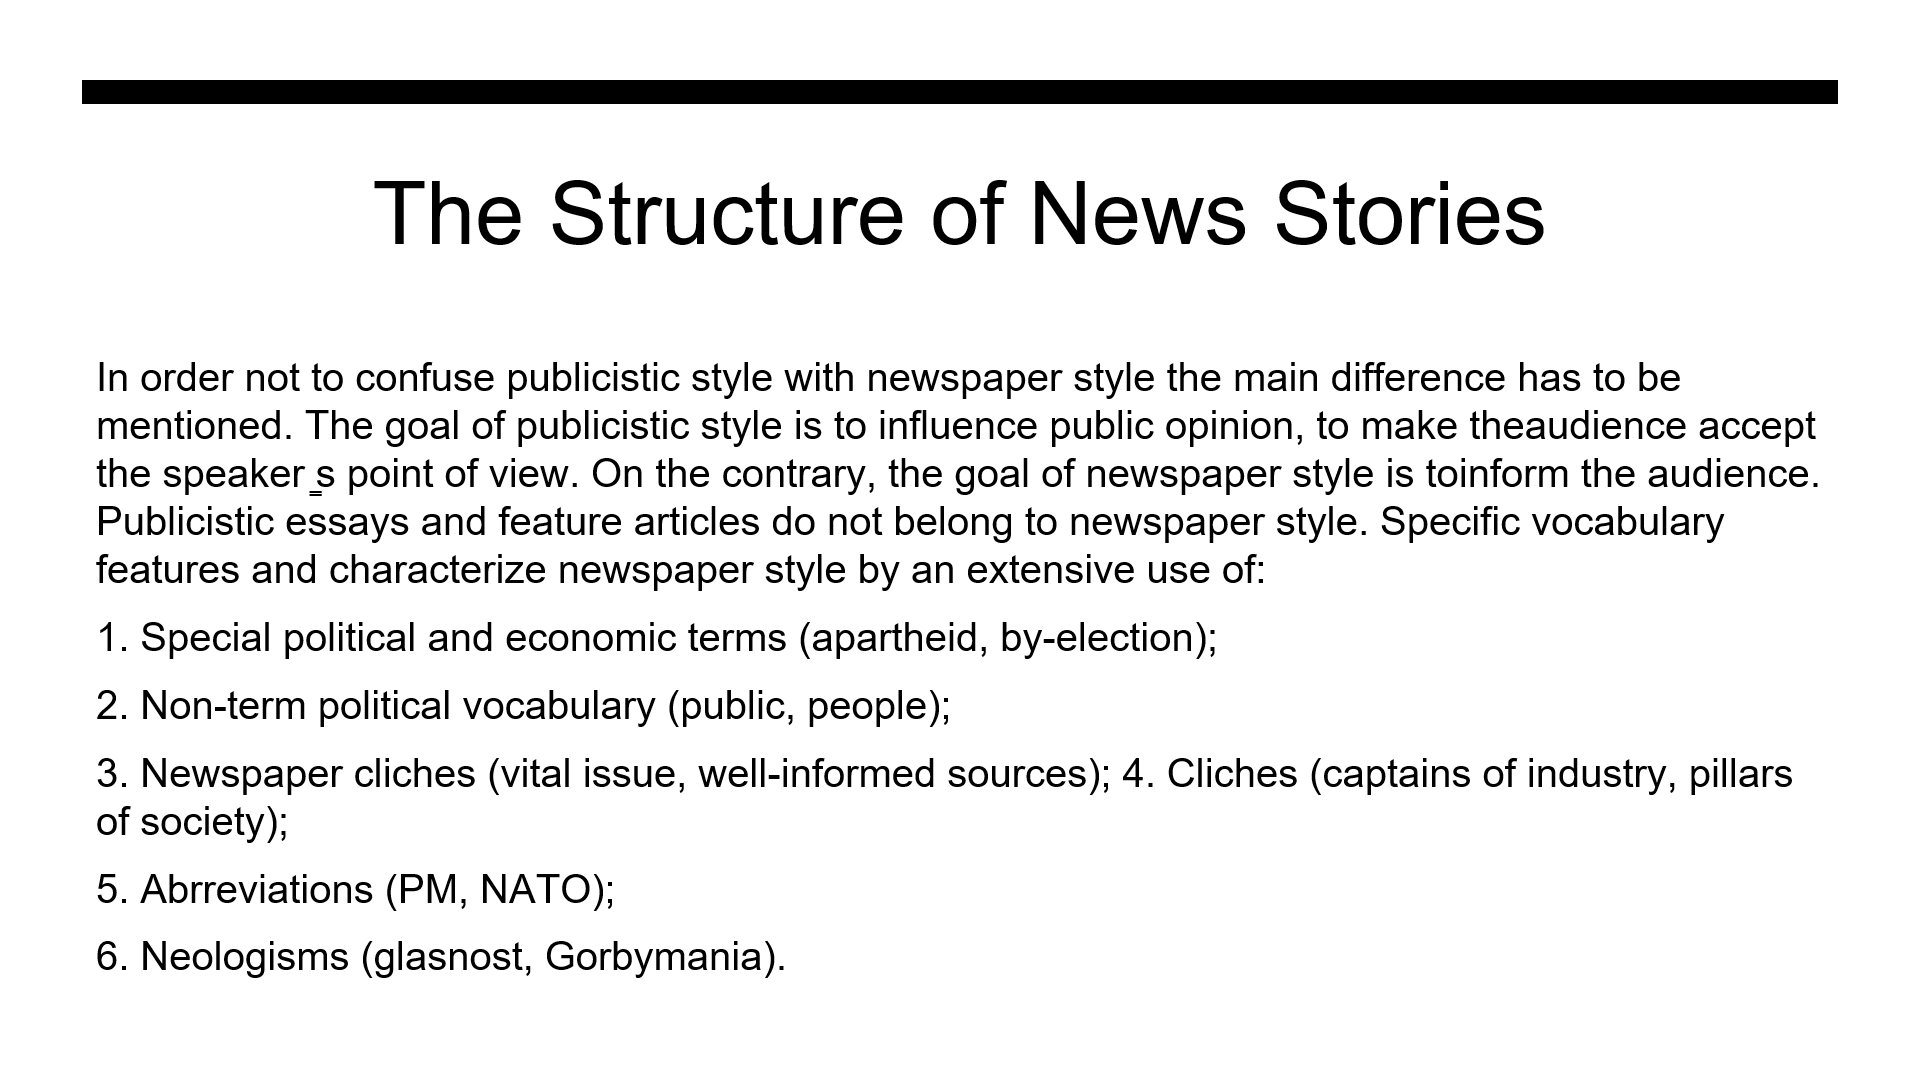 The Structure of News Stories
In order not to confuse publicistic style with newspaper style the main difference has to be
mentioned. The goal of publicistic style is to influence public opinion, to make theaudience accept
the speaker ̳s point of view. On the contrary, the goal of newspaper style is toinform the audience.
Publicistic essays and feature articles do not belong to newspaper style. Specific vocabulary
features and characterize newspaper style by an extensive use of:
1. Special political and economic terms (apartheid, by-election);
2. Non-term political vocabulary (public, people);
3. Newspaper cliches (vital issue, well-informed sources); 4. Cliches (captains of industry, pillars
of society);
5. Abrreviations (PM, NATO);
6. Neologisms (glasnost, Gorbymania).